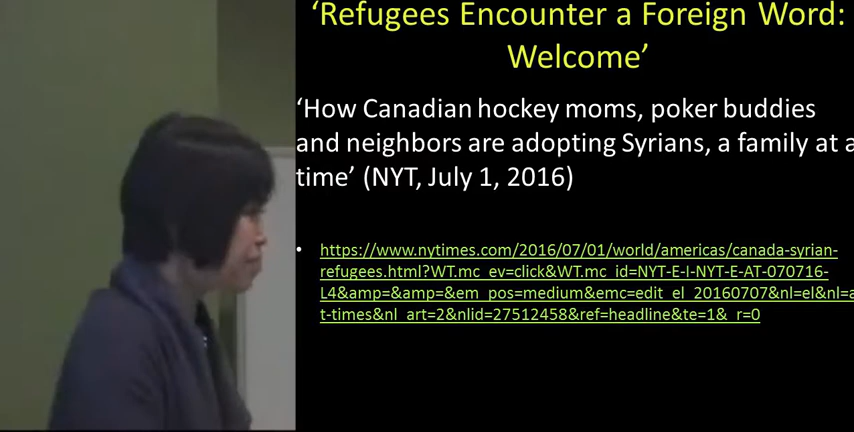 ‘Refugees Encounter a Foreign Word:
Welcome’
‘How Canadian hockey moms, poker buddies
and neighbors are adopting Syrians, a family at a
time’ (NYT, July 1, 2016)
• https://www.nytimes.com/2016/07/01/world/americas/canada-syrian-
refugees.html?WT.mc_ev=click&WT.mc_id=NYT-E-I-NYT-E-AT-070716-
L4&amp=&amp=&em_pos=medium&emc=edit_el_20160707&nl=el&nl=a
t-times&nl_art=2&nlid=27512458&ref=headline&te=1&_r=0